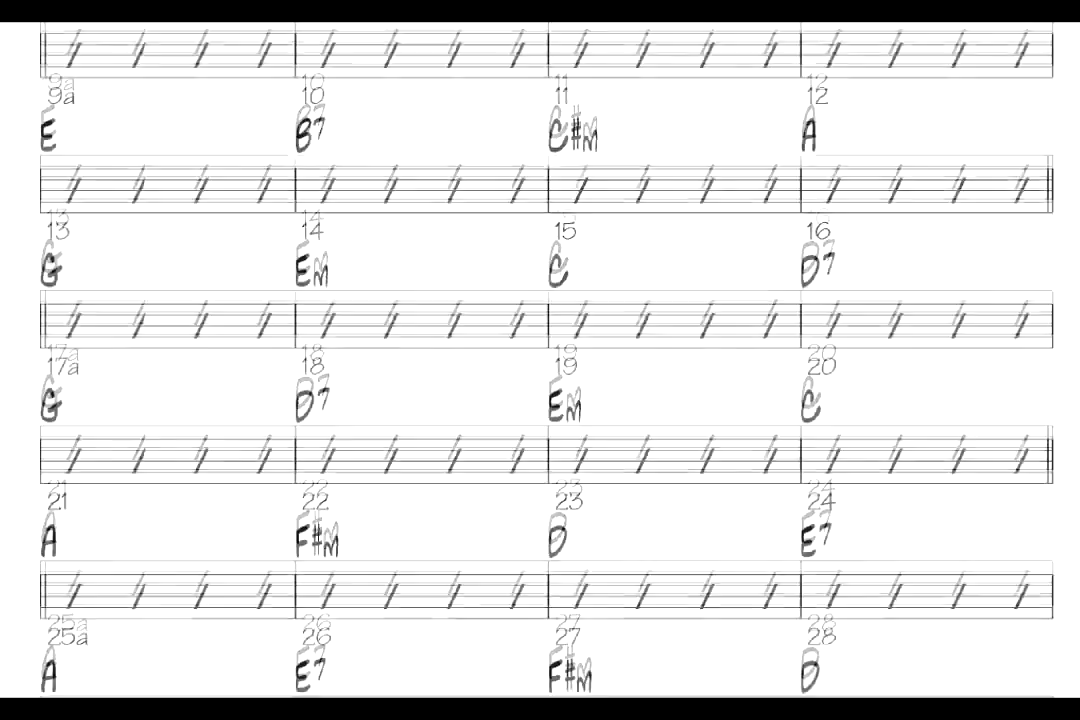 9a 10 11 12
E B7 C#m A
13 14 15 16
G Em C D7
17a 18 19 20
G D7 Em C
21 22 23 24
A F#m D E7
25a 26 27 28
A E7 F#m D